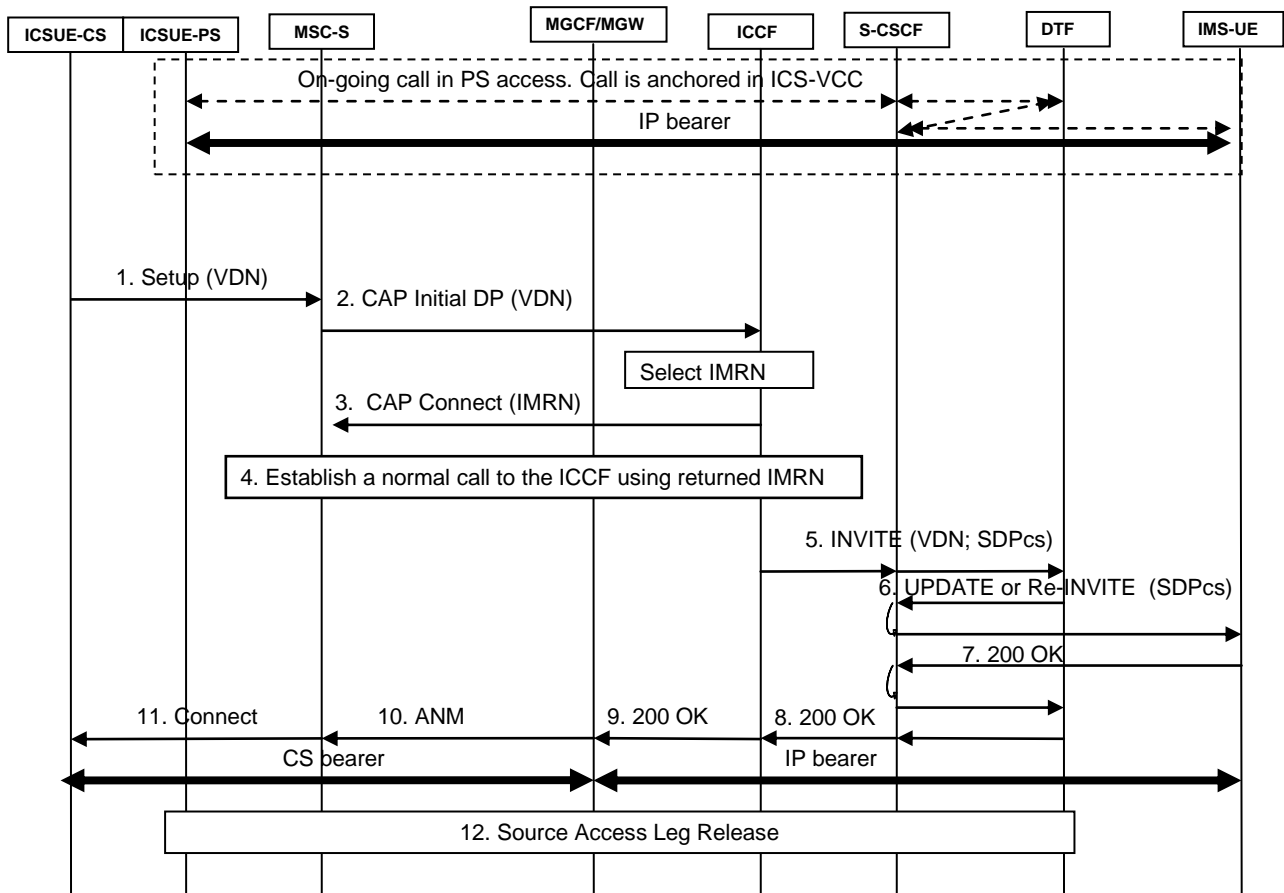 ICSUE-CS
ICSUE-PS
MSC-S
MGCF/MGW
ICCF
S-CSCF
DTF
IMS-UE
On-going call in PS access. Call is anchored in ICS-VCC
IP bearer
1. Setup (VDN)
2. CAP Initial DP (VDN)
Select IMRN
3. CAP Connect (IMRN)
4. Establish a normal call to the ICCF using returned IMRN
5. INVITE (VDN; SDPcs)
6. UPDATE or Re-INVITE (SDPcs)
7. 200 OK
11. Connect
10. ANM
9. 200 OK
8. 200 OK
CS bearer
IP bearer
12. Source Access Leg Release